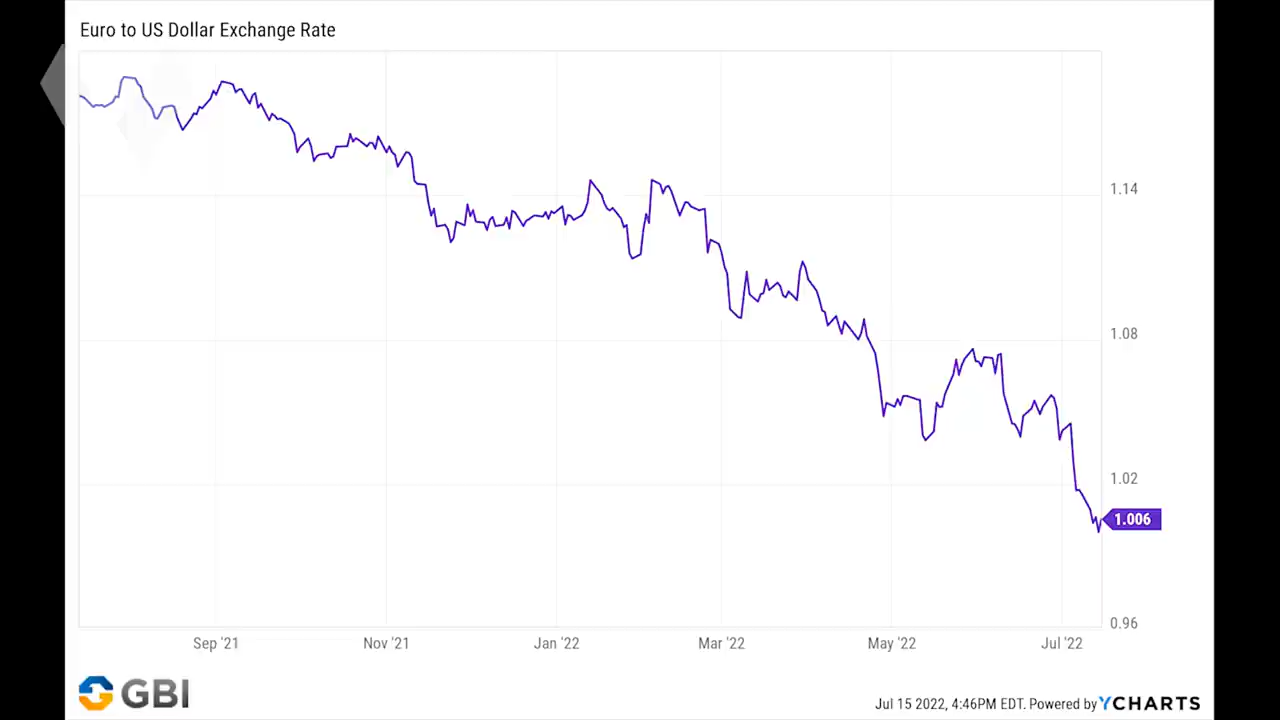 Euro to US Dollar Exchange Rate
1.14
1.08
1.02
1.006
0.96
Sep '21 Nov '21 Jan '22 Mar '22 May '22 Jul '22
GBI
Jul 15 2022, 4:46PM EDT. Powered by YCHARTS